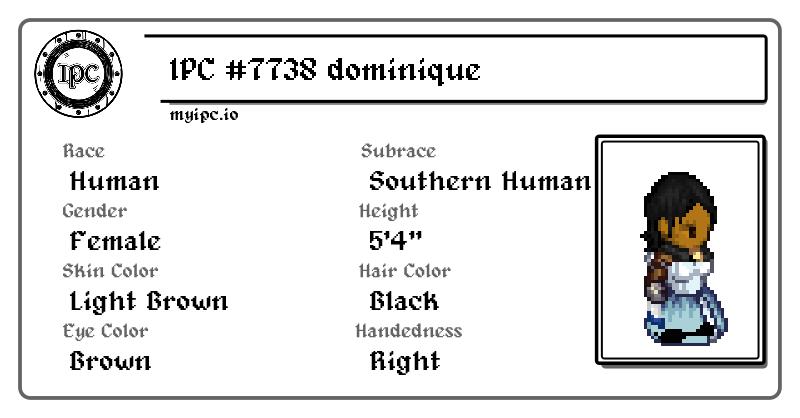 IPC
IPC #7738 dominique
myipc.io
Race
Subrace
Human
Southern Human
Gender
Height
Female
5'4"
Skin Color
Hair Color
Light Brown
Black
Eye Color
Handedness
Brown
Right